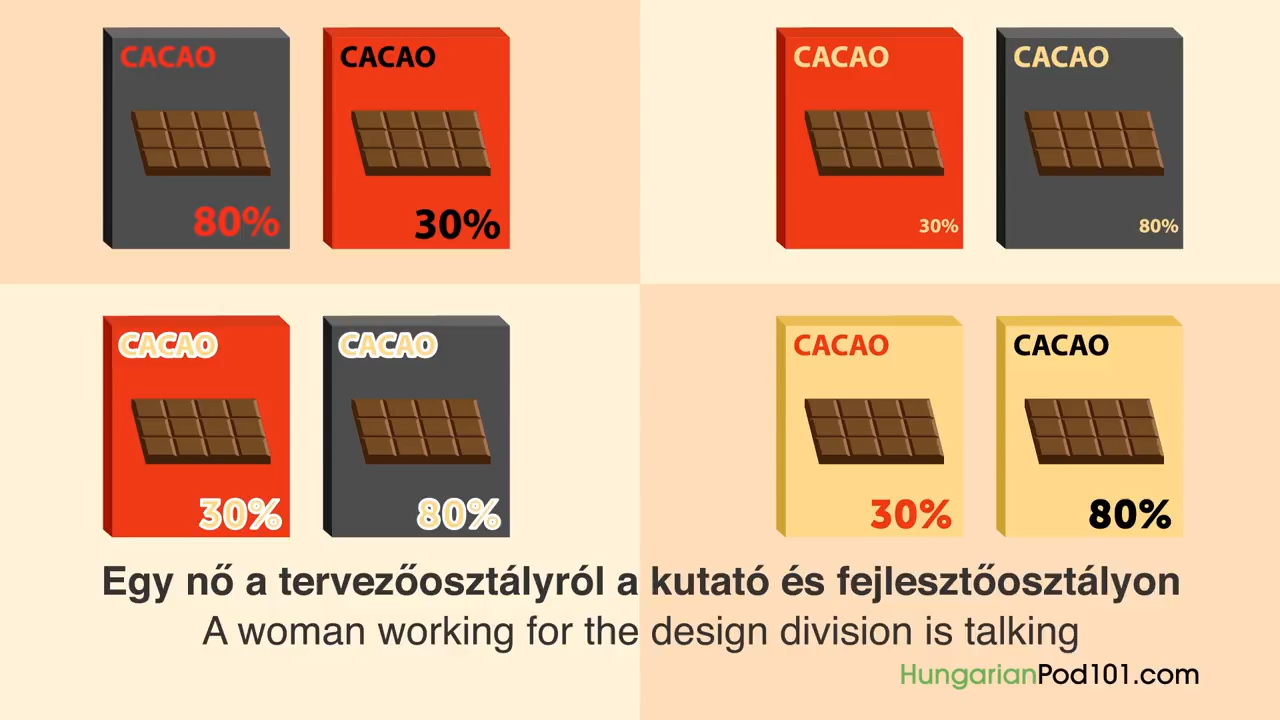 CACAO
CACAO
80%
30%
CACAO
CACAO
30%
80%
CACAO
CACAO
30%
80%
CACAO
CACAO
30%
80%
Egy nő a tervezőosztályról a kutató és fejlesztőosztályon
A woman working for the design division is talking
HungarianPod101.com